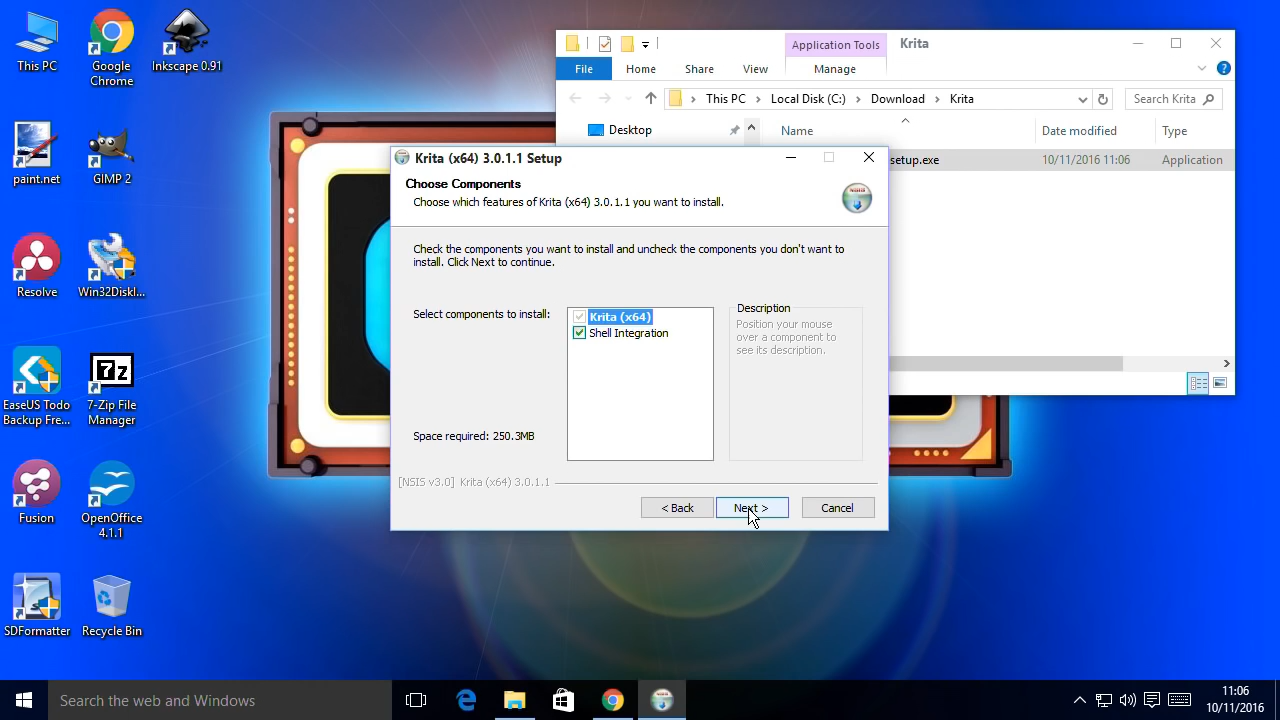 This PC
Google
Chrome
Inkscape 0.91
paint.net
GIMP 2
Resolve
Win32DiskI...
EaseUS Todo
Backup Fre...
7z
7-Zip File
Manager
Fusion
OpenOffice
4.1.1
SDFormatter
Recycle Bin
Application Tools
Krita
File
Home
Share
View
Manage
This PC
Local Disk (C:)
Download
Krita
Search Krita
Desktop
Name
Date modified
Type
setup.exe
10/11/2016 11:06
Application
Krita (x64) 3.0.1.1 Setup
Choose Components
Choose which features of Krita (x64) 3.0.1.1 you want to install.
Check the components you want to install and uncheck the components you don't want to
install. Click Next to continue.
Select components to install:
Krita (x64)
Shell Integration
Description
Position your mouse
over a component to
see its description.
Space required: 250.3MB
[NSIS v3.0] Krita (x64) 3.0.1.1
< Back
Next >
Cancel
Search the web and Windows
11:06
10/11/2016